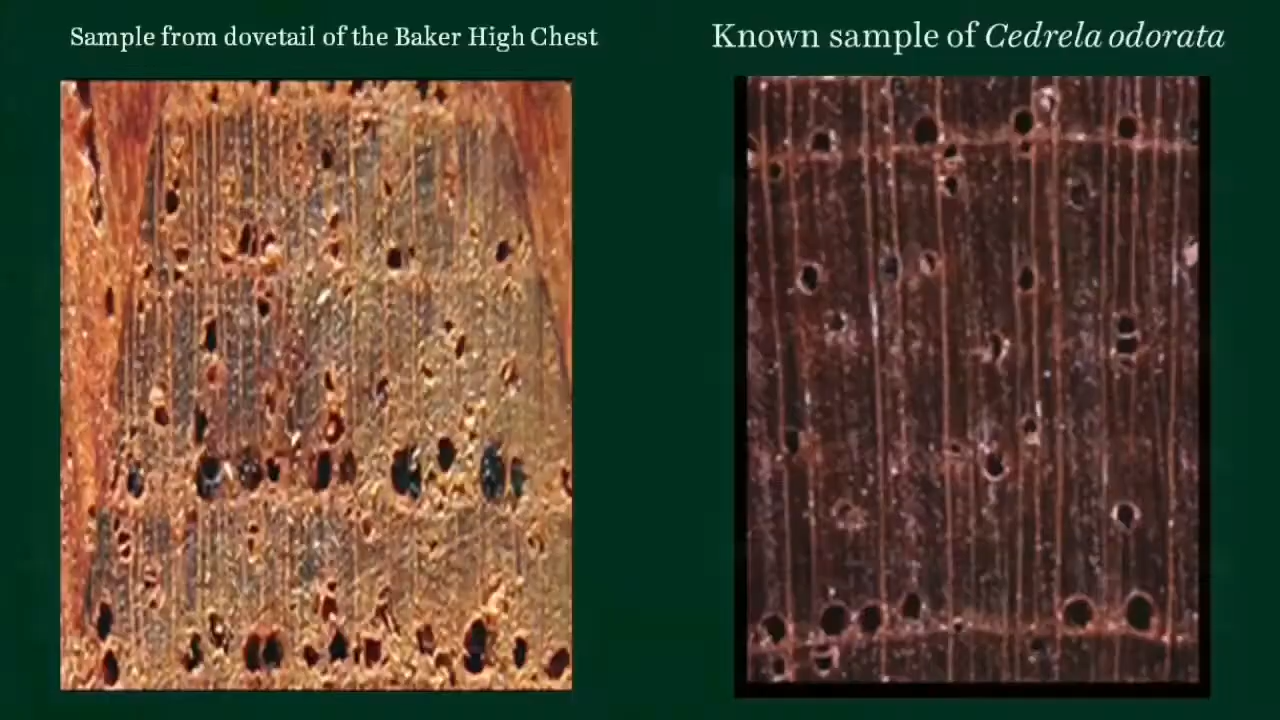 Sample from dovetail of the Baker High Chest
Known sample of Cedrela odorata